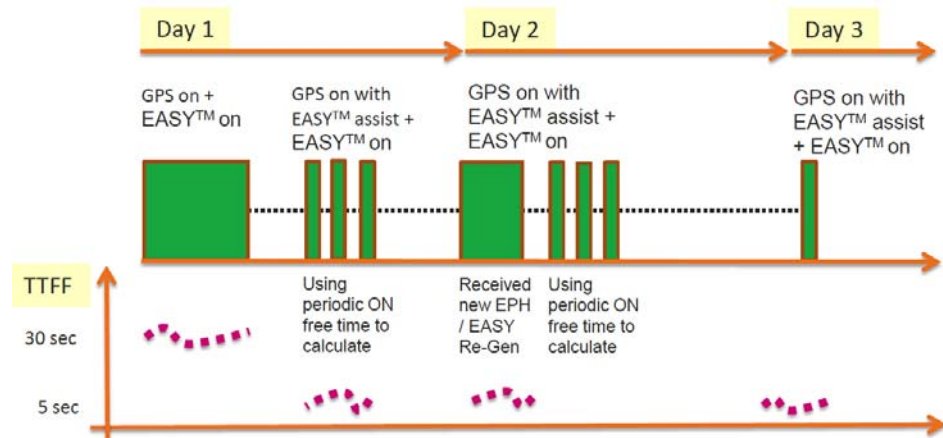 Day 1
Day 2
Day 3
GPS on +
EASY™ on
GPS on with
EASY™ assist +
EASY™ on
GPS on with
EASY™ assist +
EASY™ on
GPS on with
EASY™ assist
+ EASY™ on
Using
periodic ON
free time to
calculate
Received
new EPH
/ EASY
Re-Gen
Using
periodic ON
free time to
calculate
TTFF
30 sec
5 sec